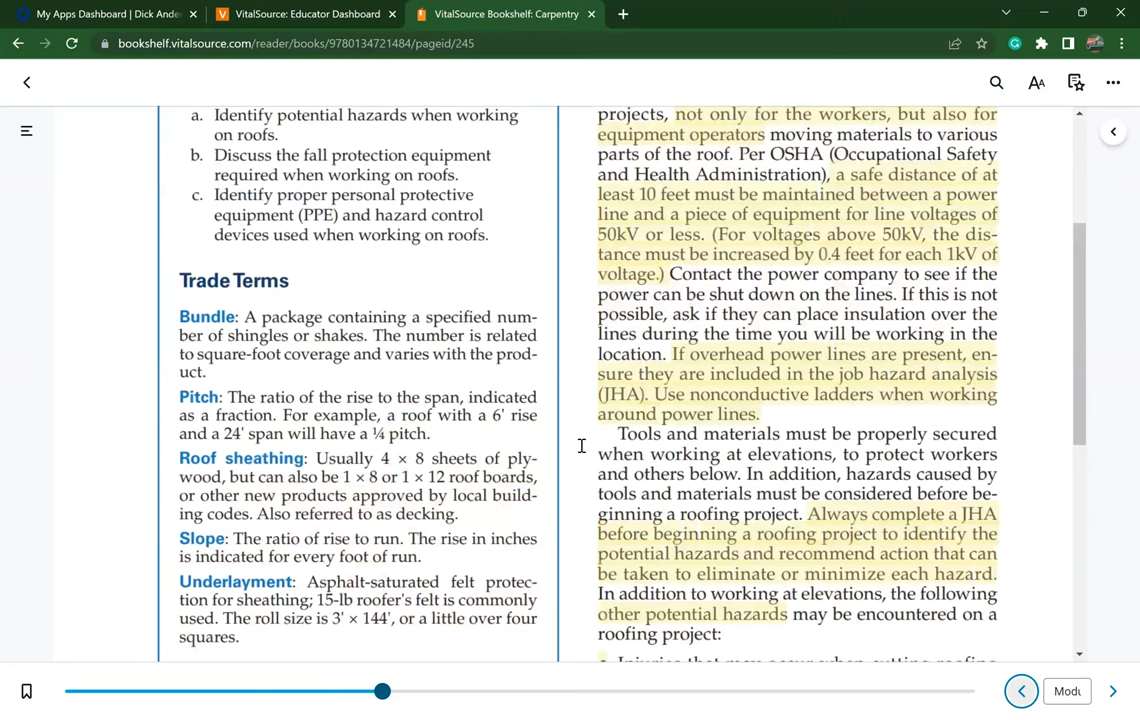 My Apps Dashboard | Dick Ander
VitalSource: Educator Dashboard
VitalSource Bookshelf: Carpentry
bookshelf.vitalsource.com/reader/books/9780134721484/pageid/245
a. Identify potential hazards when working
on roofs.
b. Discuss the fall protection equipment
required when working on roofs.
c. Identify proper personal protective
equipment (PPE) and hazard control
devices used when working on roofs.
Trade Terms
Bundle: A package containing a specified num-
ber of shingles or shakes. The number is related
to square-foot coverage and varies with the prod-
uct.
Pitch: The ratio of the rise to the span, indicated
as a fraction. For example, a roof with a 6' rise
and a 24' span will have a ¼ pitch.
Roof sheathing: Usually 4 × 8 sheets of ply-
wood, but can also be 1 × 8 or 1 × 12 roof boards,
or other new products approved by local build-
ing codes. Also referred to as decking.
Slope: The ratio of rise to run. The rise in inches
is indicated for every foot of run.
Underlayment: Asphalt-saturated felt protec-
tion for sheathing; 15-lb roofer's felt is commonly
used. The roll size is 3' × 144', or a little over four
squares.
projects, not only for the workers, but also for
equipment operators moving materials to various
parts of the roof. Per OSHA (Occupational Safety
and Health Administration), a safe distance of at
least 10 feet must be maintained between a power
line and a piece of equipment for line voltages of
50kV or less. (For voltages above 50kV, the dis-
tance must be increased by 0.4 feet for each 1kV of
voltage.) Contact the power company to see if the
power can be shut down on the lines. If this is not
possible, ask if they can place insulation over the
lines during the time you will be working in the
location. If overhead power lines are present, en-
sure they are included in the job hazard analysis
(JHA). Use nonconductive ladders when working
around power lines.
Tools and materials must be properly secured
when working at elevations, to protect workers
and others below. In addition, hazards caused by
tools and materials must be considered before be-
ginning a roofing project. Always complete a JHA
before beginning a roofing project to identify the
potential hazards and recommend action that can
be taken to eliminate or minimize each hazard.
In addition to working at elevations, the following
other potential hazards may be encountered on a
roofing project:
• Injuries that may occur when cutting roofing
Modu